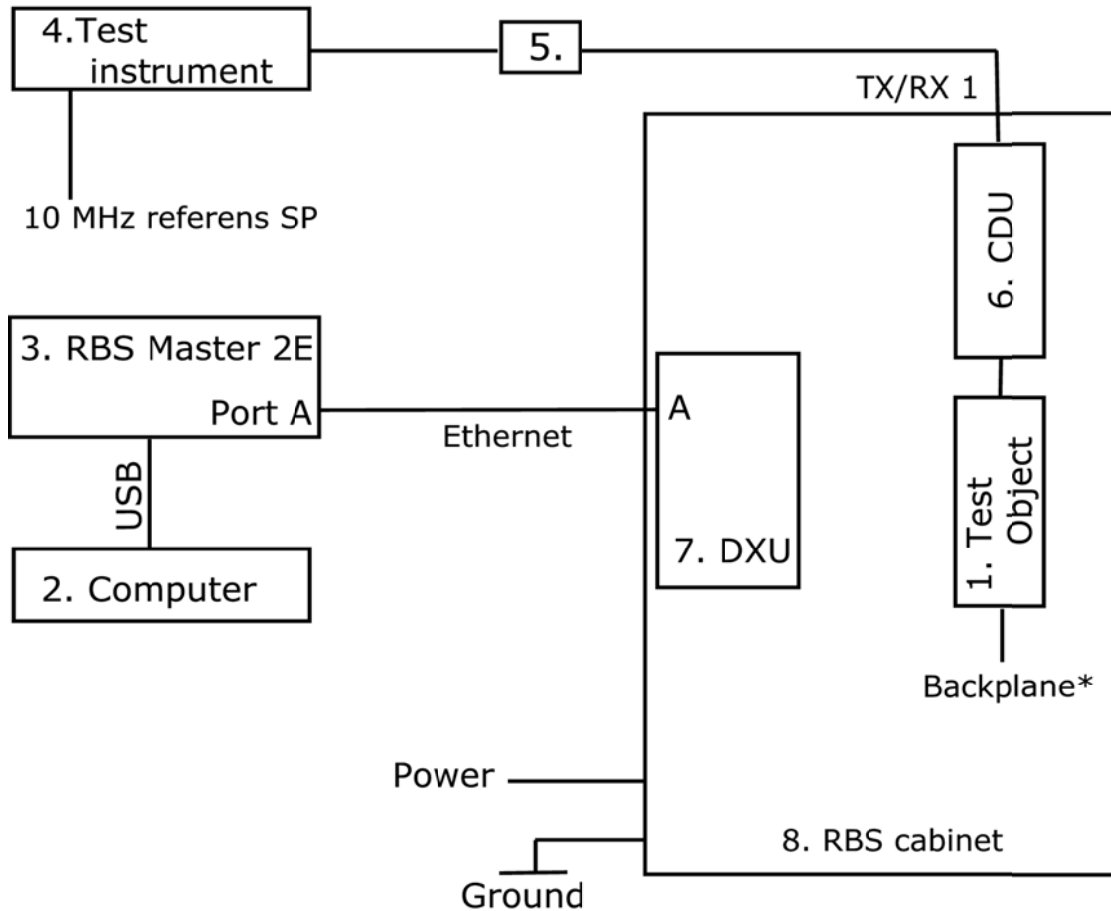 4.Test
instrument
5.
TX/RX 1
10 MHz referens SP
6. CDU
3. RBS Master 2E
Port A
Ethernet
A
7. DXU
USB
2. Computer
1. Test
Object
Backplane*
Power
8. RBS cabinet
Ground